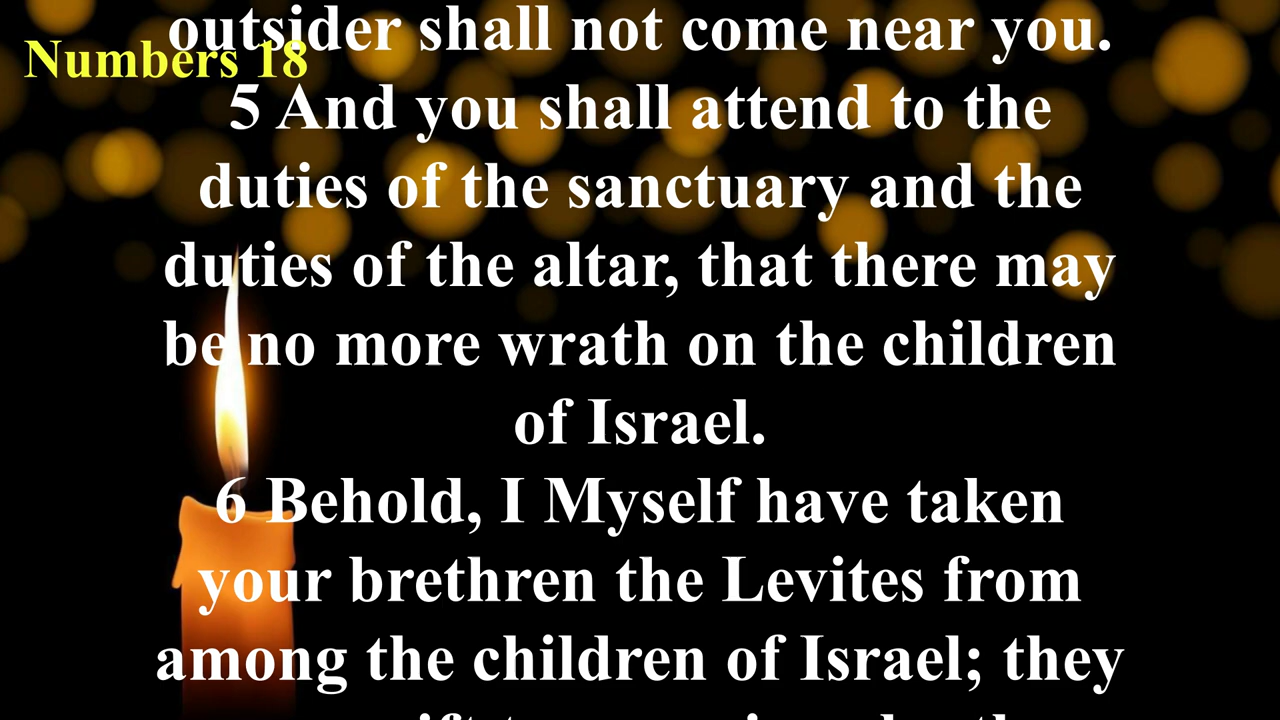 outsider shall not come near you.
Numbers 18
5 And you shall attend to the
duties of the sanctuary and the
duties of the altar, that there may
be no more wrath on the children
of Israel.
6 Behold, I Myself have taken
your brethren the Levites from
among the children of Israel; they